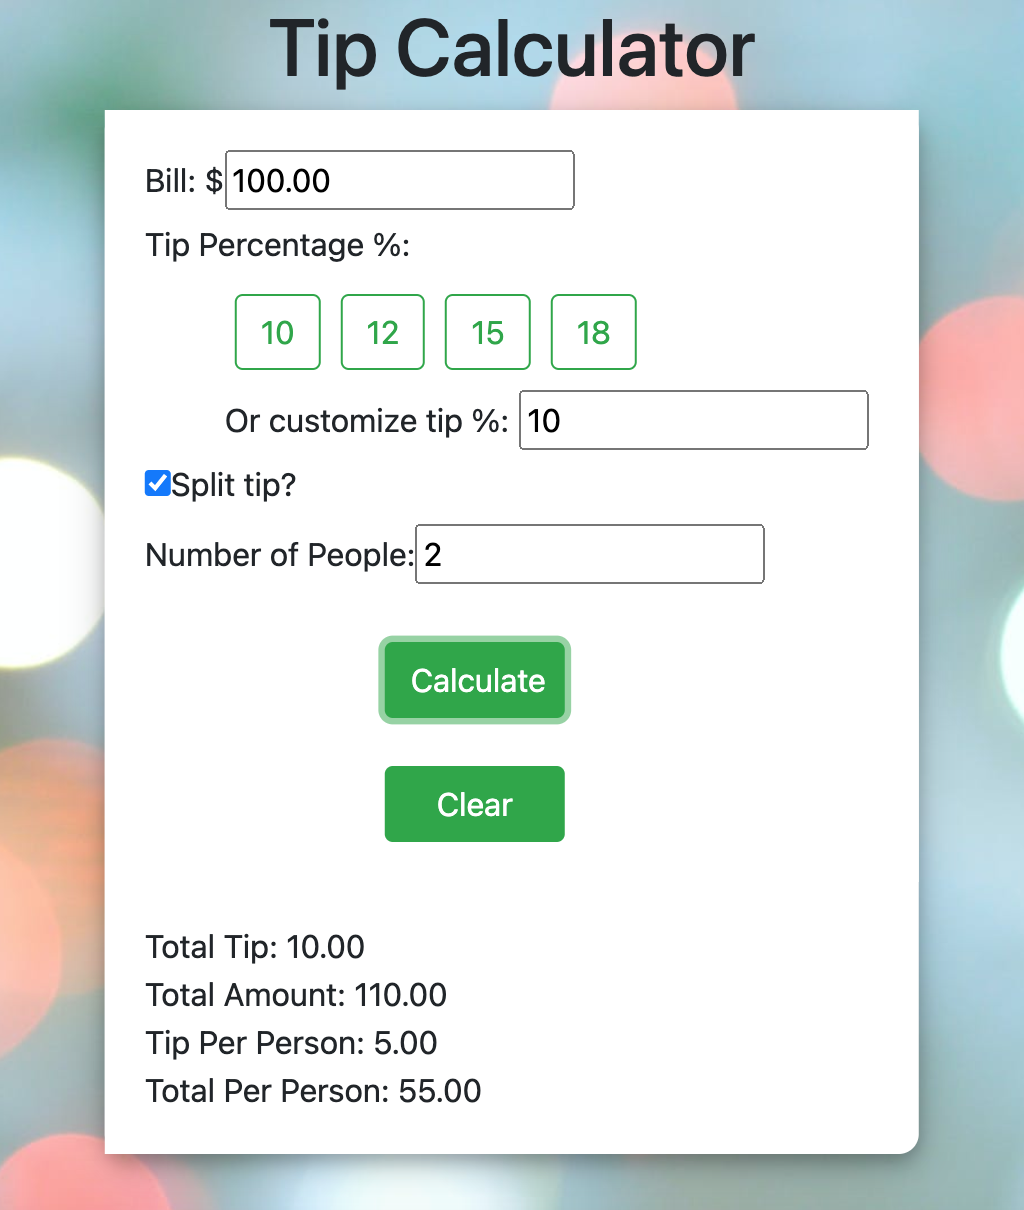 Tip Calculator
Bill: $ 100.00
Tip Percentage %:
10 12 15 18
Or customize tip %: 10
Split tip?
Number of People: 2
Calculate
Clear
Total Tip: 10.00
Total Amount: 110.00
Tip Per Person: 5.00
Total Per Person: 55.00